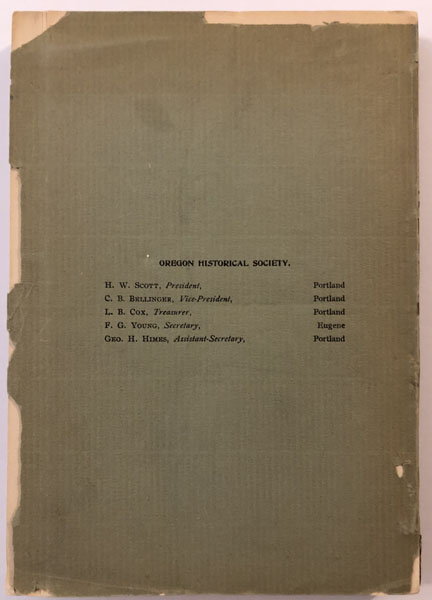 OREGON HISTORICAL SOCIETY.
H. W. SCOTT, President, Portland
C. B. BELLINGER, Vice-President, Portland
L. B. COX, Treasurer, Portland
F. G. YOUNG, Secretary, Eugene
GEO. H. HIMES, Assistant-Secretary, Portland